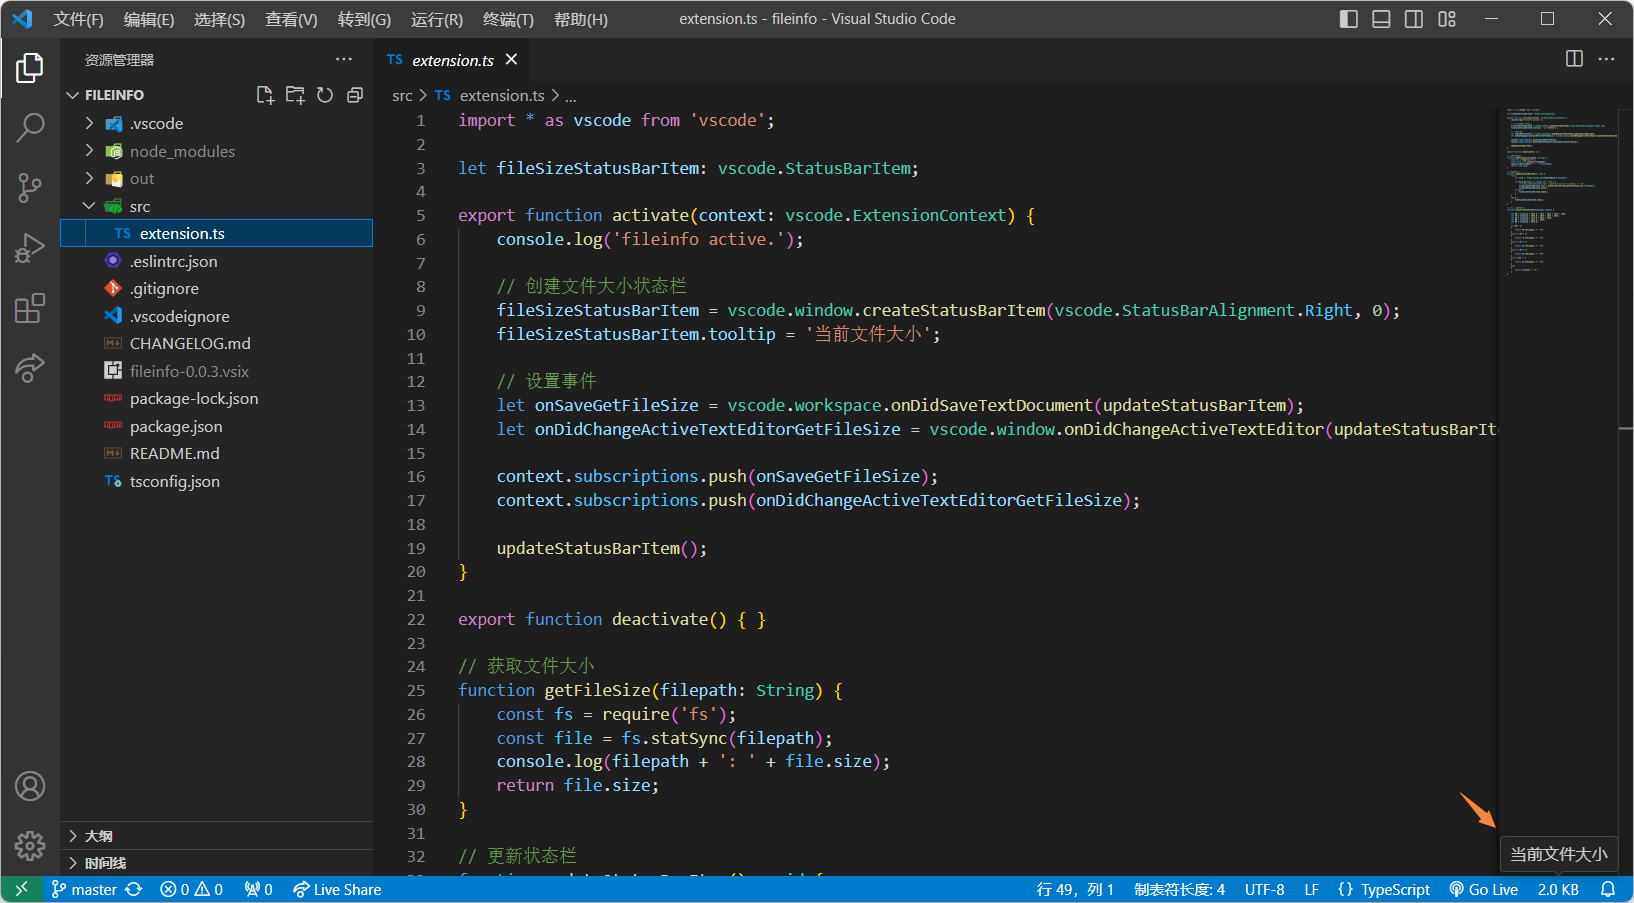 文件(F) 编辑(E) 选择(S) 查看(V) 转到(G) 运行(R) 终端(T) 帮助(H) extension.ts - fileinfo - Visual Studio Code
资源管理器
FILEINFO
.vscode
node_modules
out
src
TS extension.ts
.eslintrc.json
.gitignore
.vscodeignore
CHANGELOG.md
fileinfo-0.0.3.vsix
package-lock.json
package.json
README.md
tsconfig.json
大纲
时间线
TS extension.ts
src > TS extension.ts > ...
1 import * as vscode from 'vscode';
2
3 let fileSizeStatusBarItem: vscode.StatusBarItem;
4
5 export function activate(context: vscode.ExtensionContext) {
6 console.log('fileinfo active.');
7
8 // 创建文件大小状态栏
9 fileSizeStatusBarItem = vscode.window.createStatusBarItem(vscode.StatusBarAlignment.Right, 0);
10 fileSizeStatusBarItem.tooltip = '当前文件大小';
11
12 // 设置事件
13 let onSaveGetFileSize = vscode.workspace.onDidSaveTextDocument(updateStatusBarItem);
14 let onDidChangeActiveTextEditorGetFileSize = vscode.window.onDidChangeActiveTextEditor(updateStatusBarIt
15
16 context.subscriptions.push(onSaveGetFileSize);
17 context.subscriptions.push(onDidChangeActiveTextEditorGetFileSize);
18
19 updateStatusBarItem();
20 }
21
22 export function deactivate() { }
23
24 // 获取文件大小
25 function getFileSize(filepath: String) {
26 const fs = require('fs');
27 const file = fs.statSync(filepath);
28 console.log(filepath + ': ' + file.size);
29 return file.size;
30 }
31
32 // 更新状态栏
当前文件大小
master 0 0 0 Live Share 行 49，列 1 制表符长度: 4 UTF-8 LF {} TypeScript Go Live 2.0 KB